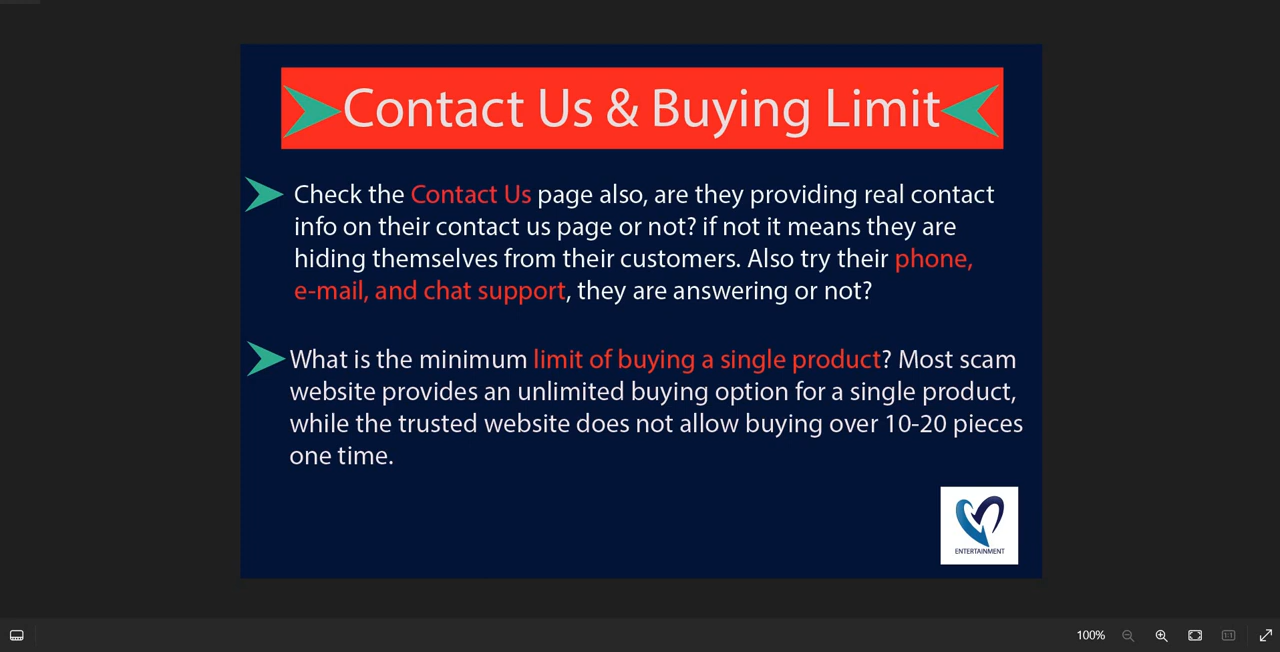 Contact Us & Buying Limit
Check the Contact Us page also, are they providing real contact
info on their contact us page or not? if not it means they are
hiding themselves from their customers. Also try their phone,
e-mail, and chat support, they are answering or not?
What is the minimum limit of buying a single product? Most scam
website provides an unlimited buying option for a single product,
while the trusted website does not allow buying over 10-20 pieces
one time.
ENTERTAINMENT
100%
1:1